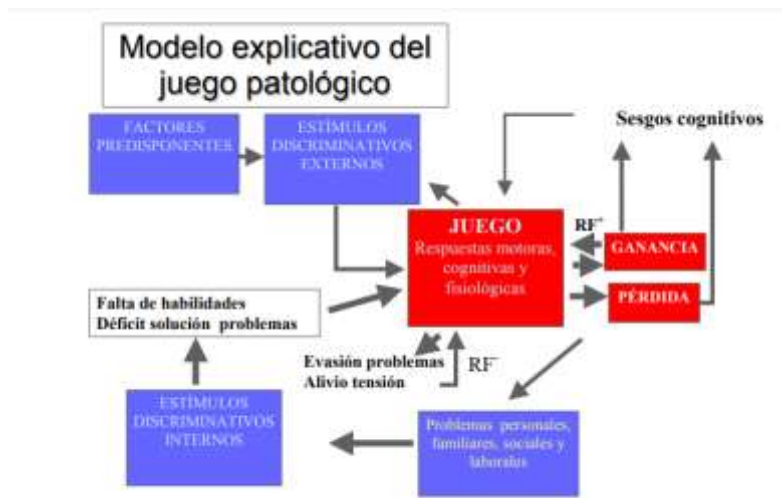 Modelo explicativo del
juego patológico
FACTORES
PREDISPONENTES
ESTÍMULOS
DISCRIMINATIVOS
EXTERNOS
Sesgos cognitivos
JUEGO
Respuestas motoras,
cognitivas y
fisiológicas
RF+
GANANCIA
PÉRDIDA
Falta de habilidades
Déficit solución problemas
Evasión problemas
Alivio tensión
RF-
ESTÍMULOS
DISCRIMINATIVOS
INTERNOS
Problemas personales,
familiares, sociales y
laborales